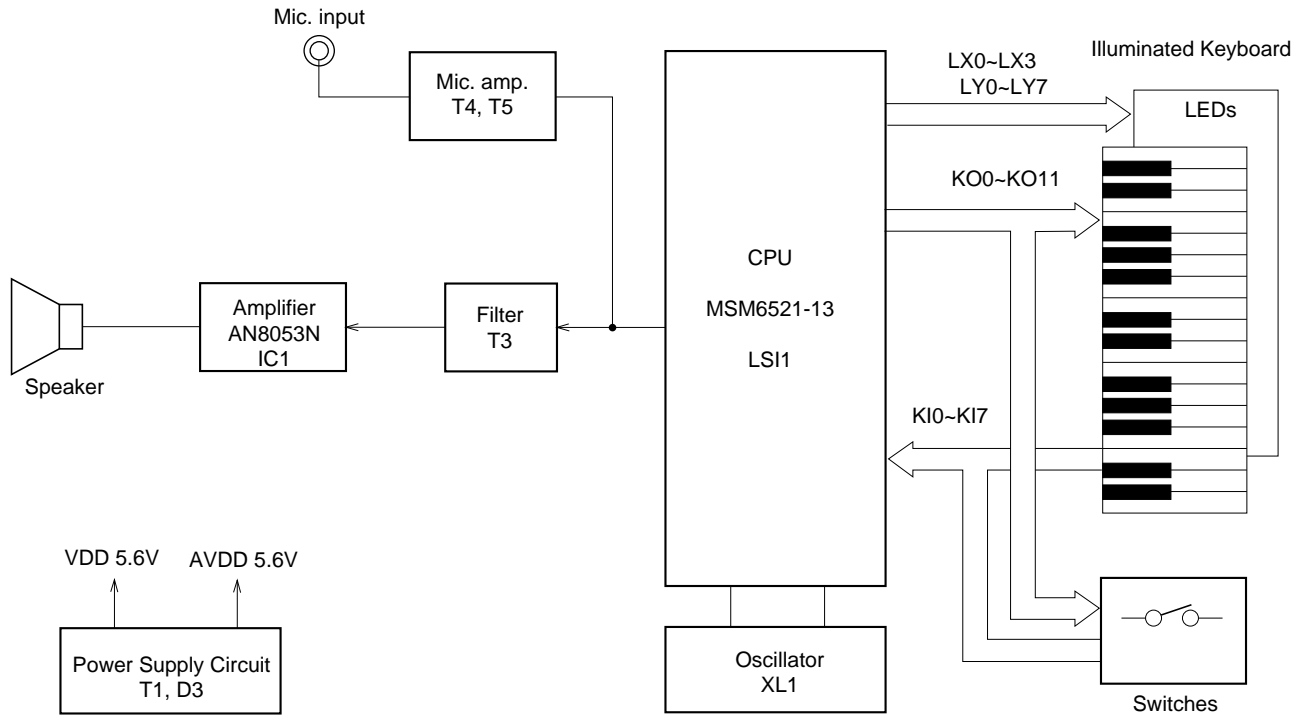 Mic. input
Mic. amp.
T4, T5
LX0~LX3
LY0~LY7
Illuminated Keyboard
LEDs
KO0~KO11
CPU
MSM6521-13
LSI1
Amplifier
AN8053N
IC1
Filter
T3
Speaker
KI0~KI7
VDD 5.6V
AVDD 5.6V
Power Supply Circuit
T1, D3
Oscillator
XL1
Switches